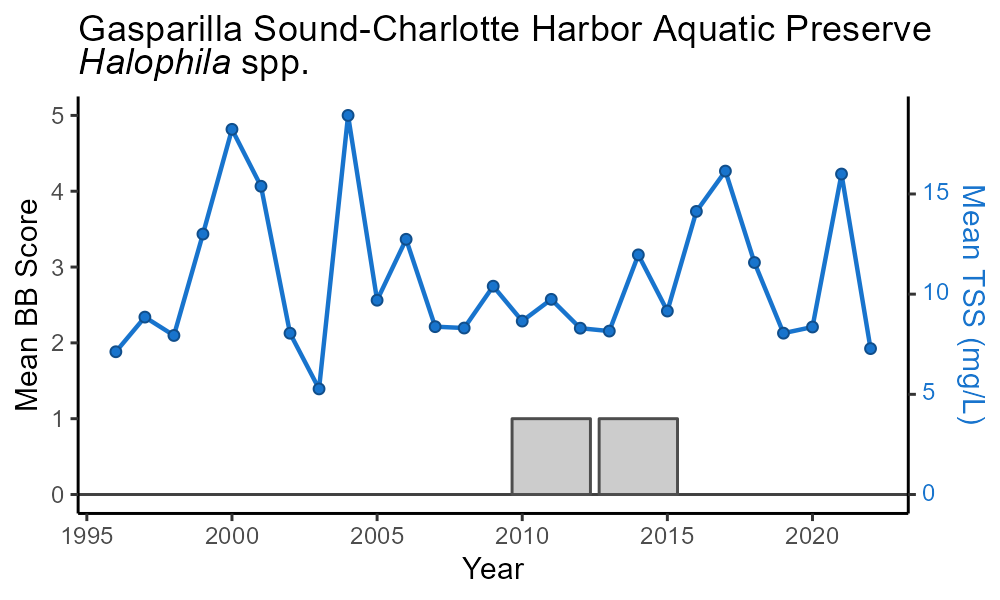 Gasparilla Sound-Charlotte Harbor Aquatic Preserve
Halophila spp.
5
4
3
2
1
0
Mean BB Score
15
10
5
0
Mean TSS (mg/L)
1995 2000 2005 2010 2015 2020
Year